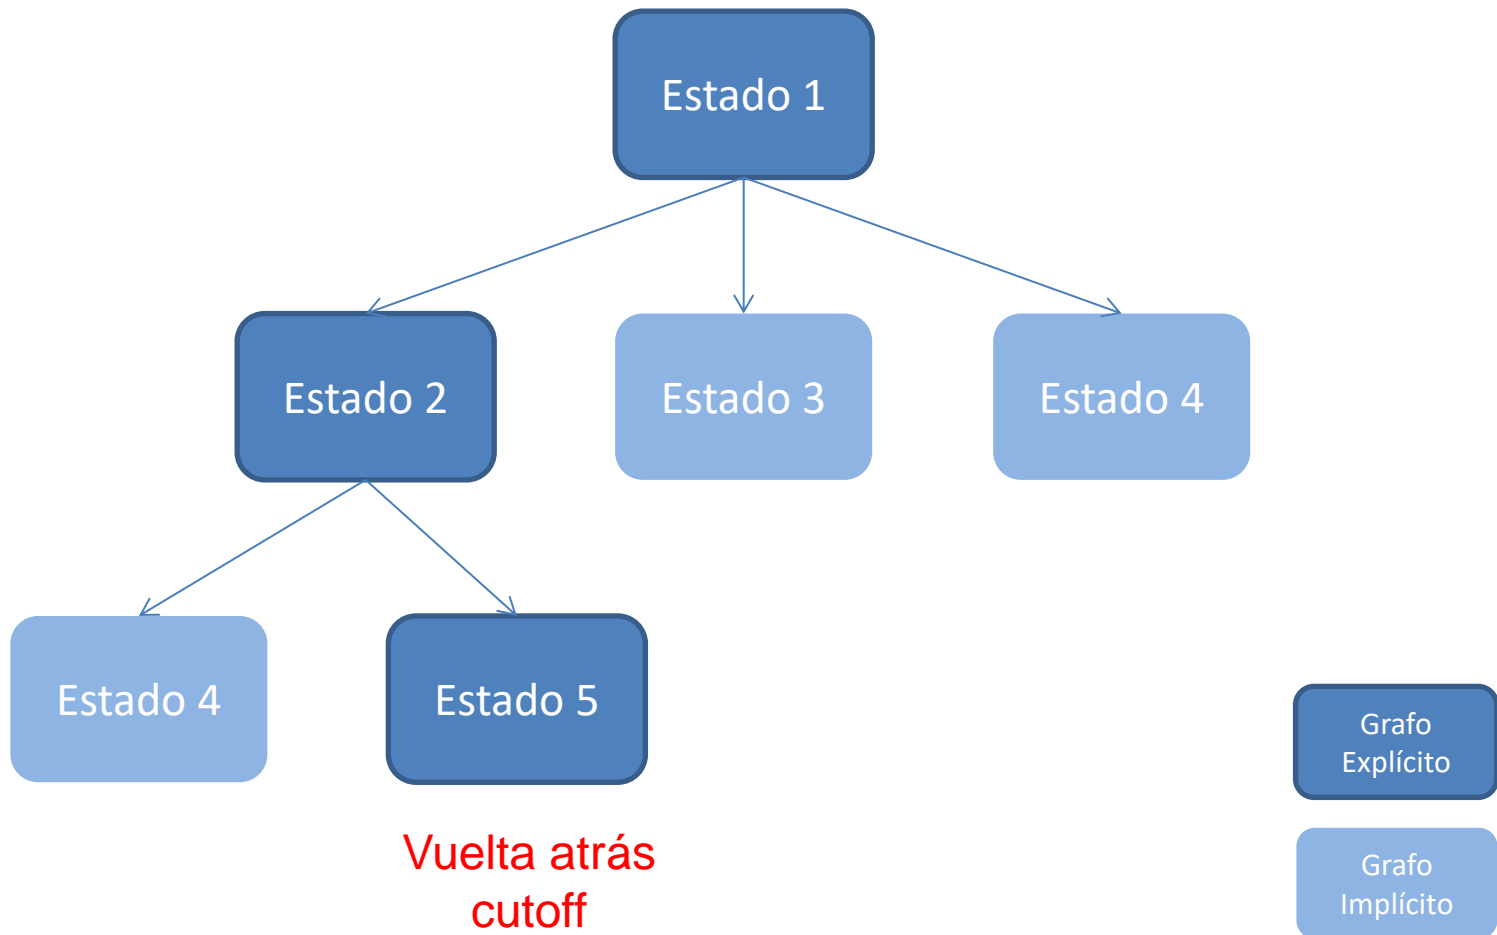 Estado 1
Estado 2
Estado 3
Estado 4
Estado 4
Estado 5
Vuelta atrás
cutoff
Grafo
Explícito
Grafo
Implícito